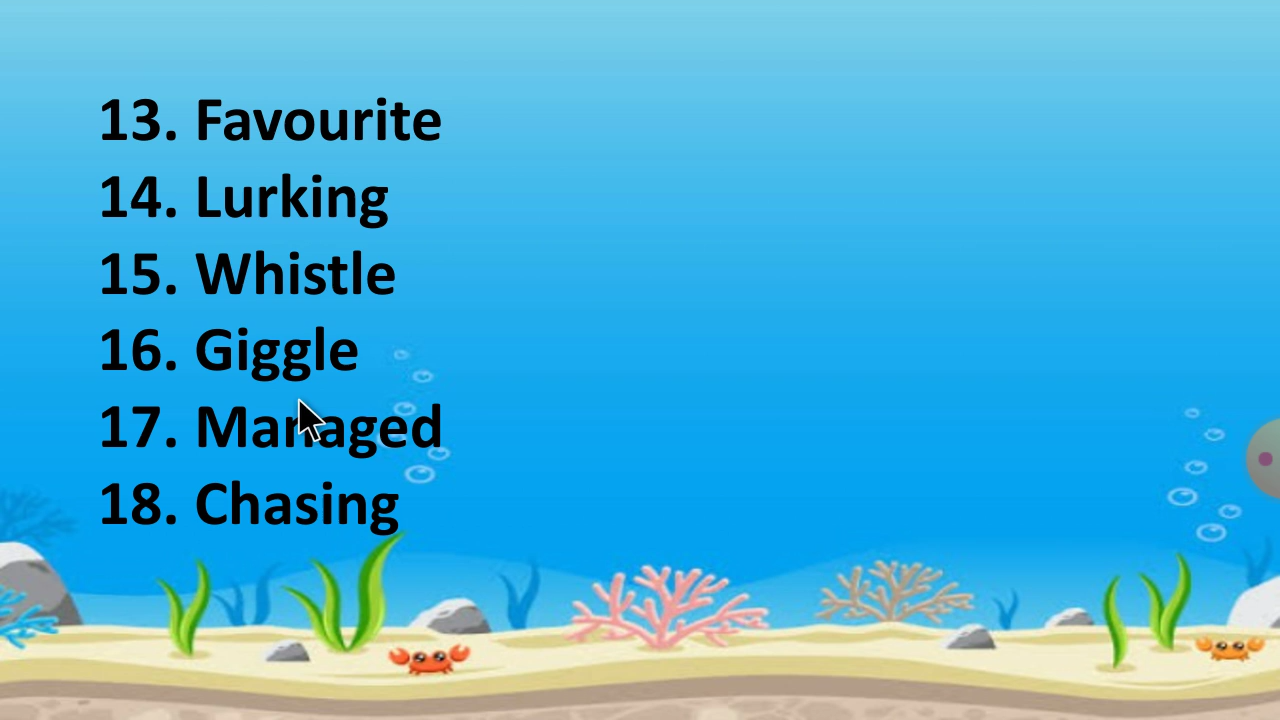 13. Favourite
14. Lurking
15. Whistle
16. Giggle
17. Managed
18. Chasing